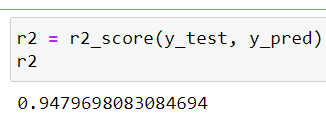 r2 = r2_score(y_test, y_pred)
r2
0.9479698083084694